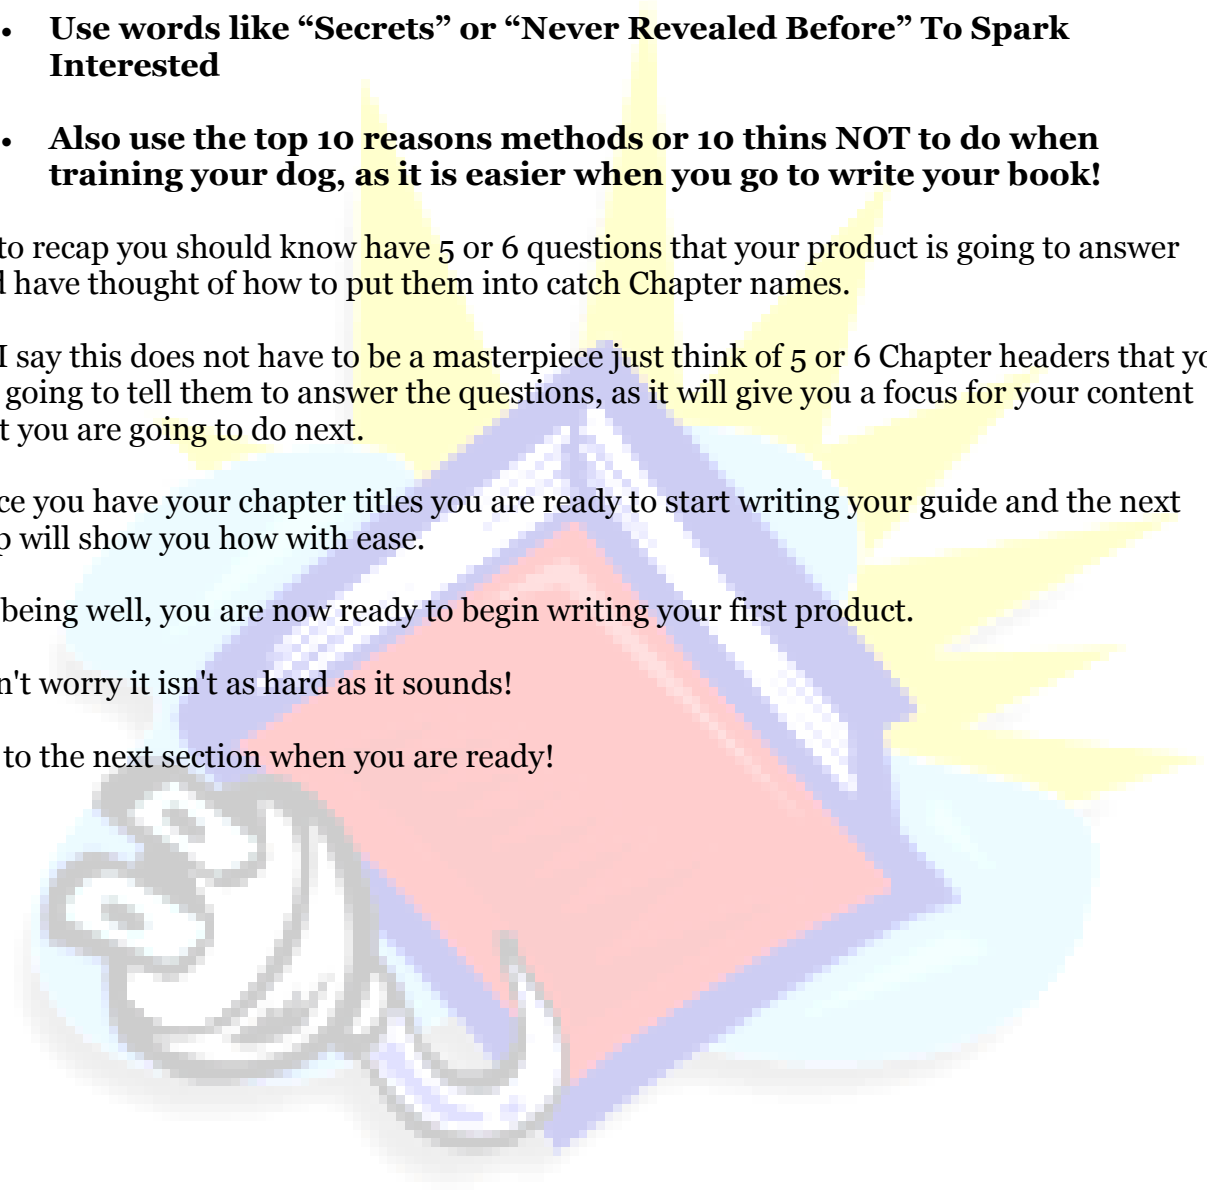 • Use words like “Secrets” or “Never Revealed Before” To Spark
Interested
• Also use the top 10 reasons methods or 10 thins NOT to do when
training your dog, as it is easier when you go to write your book!
to recap you should know have 5 or 6 questions that your product is going to answer
have thought of how to put them into catch Chapter names.
I say this does not have to be a masterpiece just think of 5 or 6 Chapter headers that
going to tell them to answer the questions, as it will give you a focus for your content
you are going to do next.
you have your chapter titles you are ready to start writing your guide and the next
will show you how with ease.
being well, you are now ready to begin writing your first product.
worry it isn't as hard as it sounds!
to the next section when you are ready!